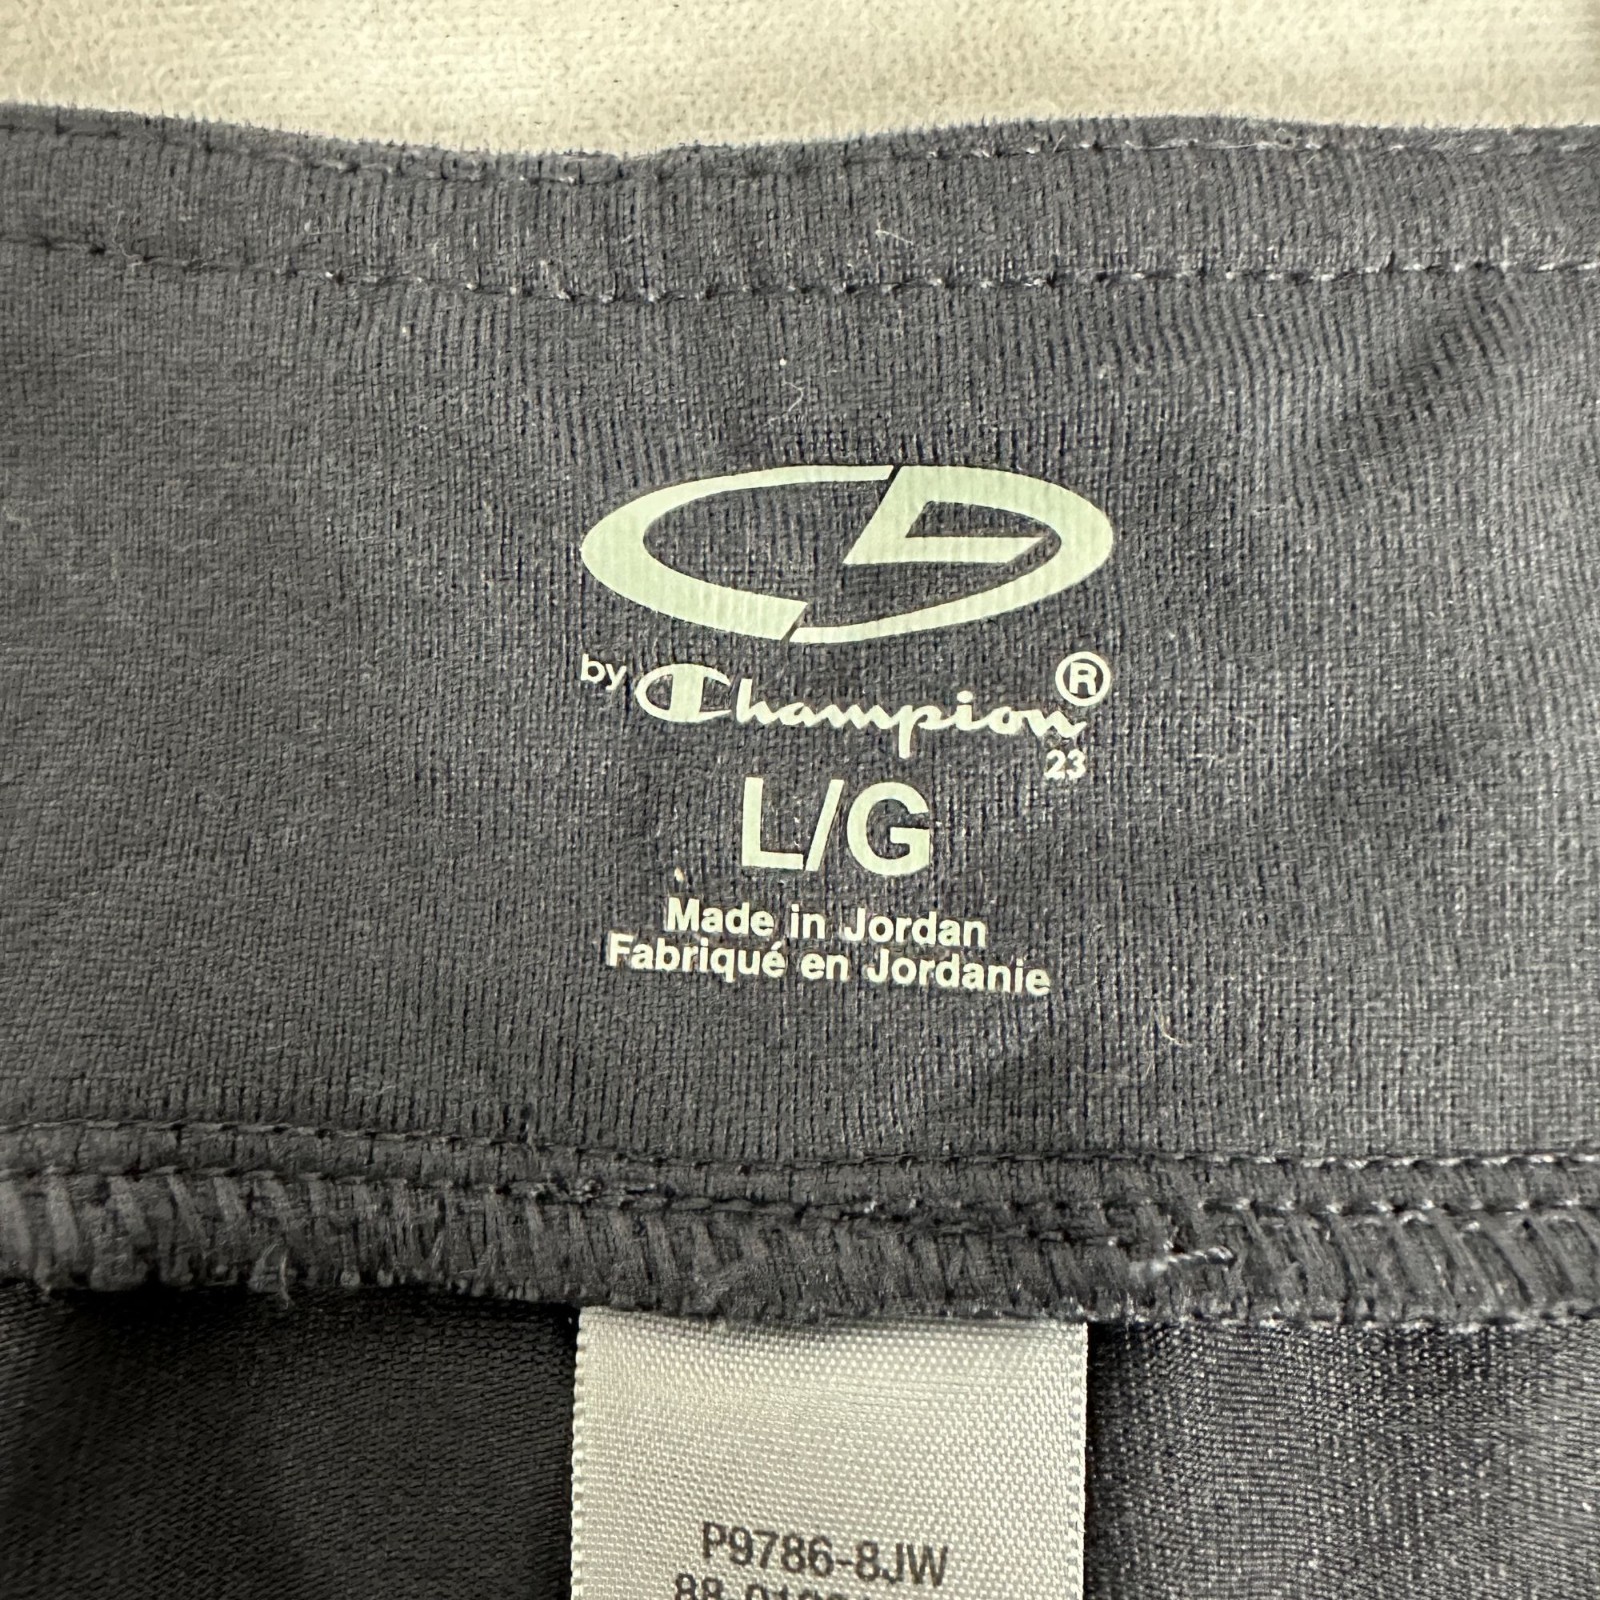 by Champion®
23
L/G
Made in Jordan
Fabriqué en Jordanie
P9786-8JW